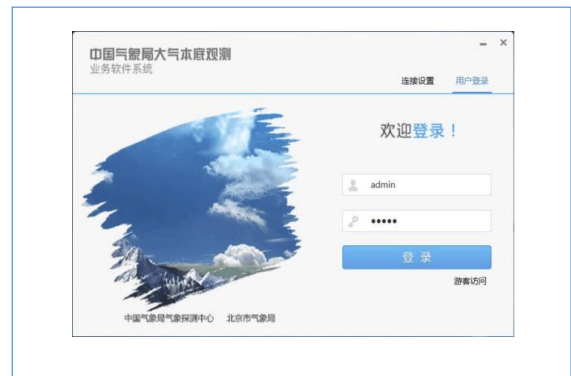 中国气象局大气本底观测
业务软件系统
连接设置 用户登录
欢迎登录！
admin
•••••
登录
游客访问
中国气象局气象探测中心 北京市气象局